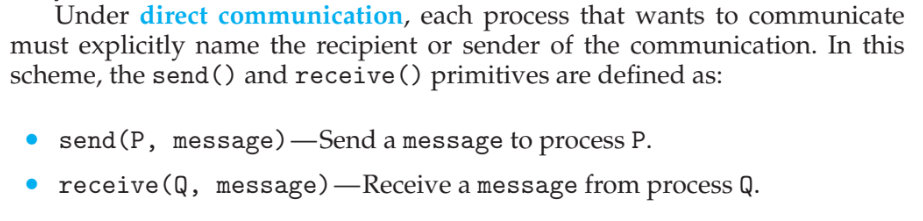 Under direct communication, each process that wants to communicate
must explicitly name the recipient or sender of the communication. In this
scheme, the send() and receive() primitives are defined as:
• send(P, message)—Send a message to process P.
• receive(Q, message)—Receive a message from process Q.